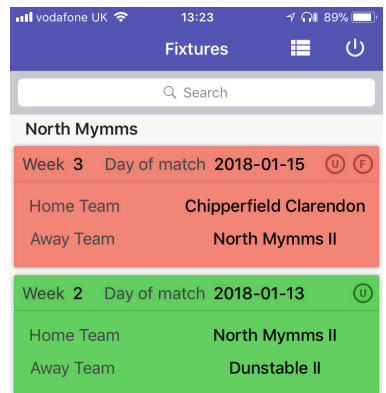 vodafone UK 13:23 89%
Fixtures
Search
North Mymms
Week 3 Day of match 2018-01-15 U F
Home Team Chipperfield Clarendon
Away Team North Mymms II
Week 2 Day of match 2018-01-13 U
Home Team North Mymms II
Away Team Dunstable II